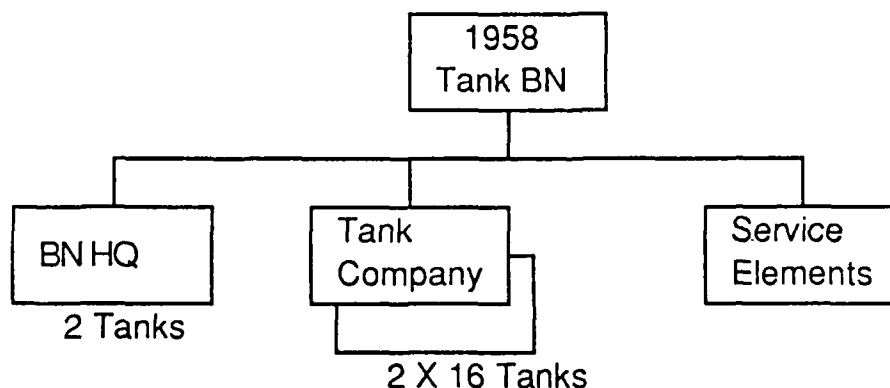 1958
Tank BN
BN HQ
2 Tanks
Tank
Company
2 X 16 Tanks
Service
Elements